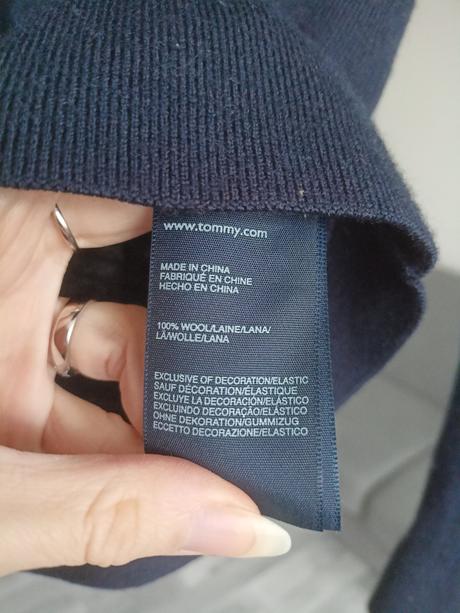 www.tommy.com
MADE IN CHINA
FABRIQUÉ EN CHINE
HECHO EN CHINA
100% WOOL/LAINE/LANA/
LÃ/WOLLE/LANA
EXCLUSIVE OF DECORATION/ELASTIC
SAUF DÉCORATION/ÉLASTIQUE
EXCLUYE LA DECORACIÓN/ELÁSTICO
EXCLUINDO DECORAÇÃO/ELÁSTICO
OHNE DEKORATION/GUMMIZUG
ECCETTO DECORAZIONE/ELASTICO